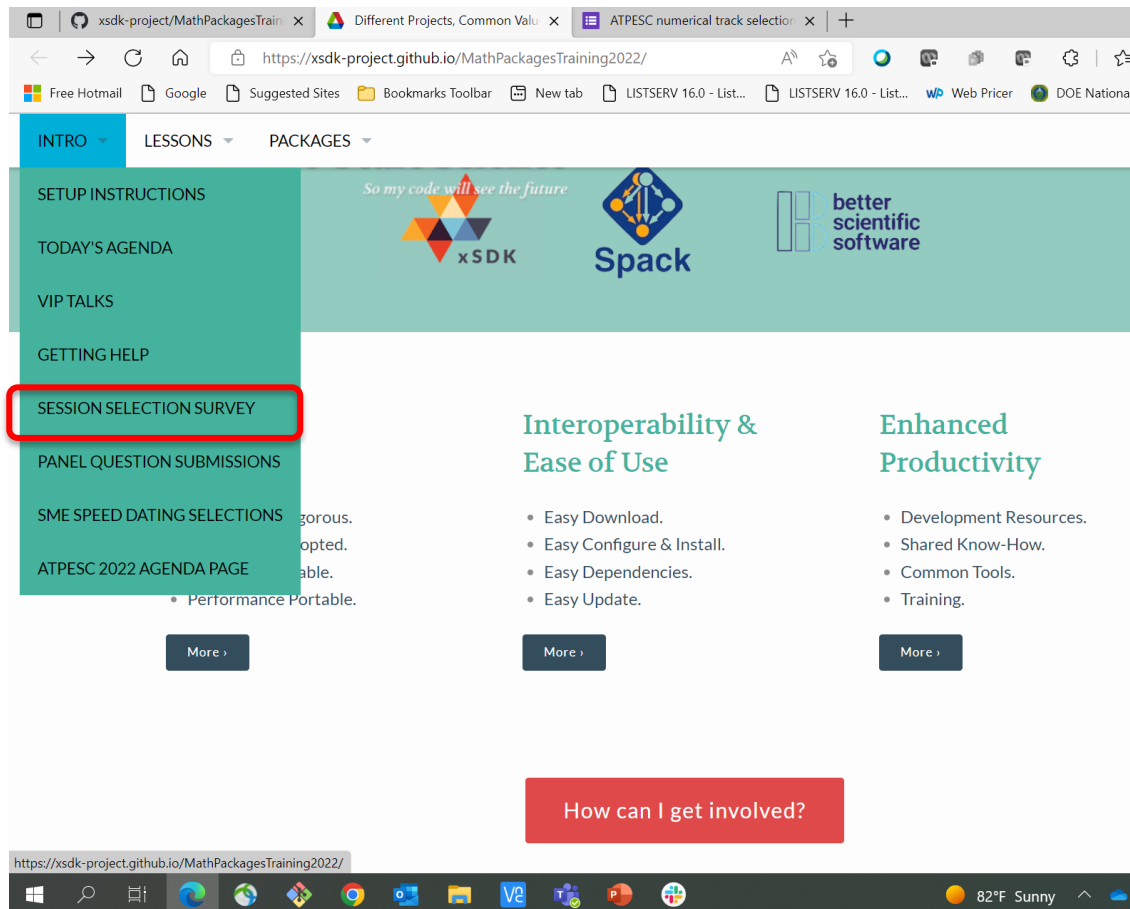 xsdk-project/MathPackagesTrain
Different Projects, Common Valu
ATPESC numerical track selection
https://xsdk-project.github.io/MathPackagesTraining2022/
Free Hotmail
Google
Suggested Sites
Bookmarks Toolbar
New tab
LISTSERV 16.0 - List...
LISTSERV 16.0 - List...
Web Pricer
DOE Nationa
INTRO
LESSONS
PACKAGES
SETUP INSTRUCTIONS
TODAY'S AGENDA
VIP TALKS
GETTING HELP
SESSION SELECTION SURVEY
PANEL QUESTION SUBMISSIONS
SME SPEED DATING SELECTIONS
ATPESC 2022 AGENDA PAGE
So my code will see the future
xSDK
Spack
better
scientific
software
gorous.
opted.
able.
Performance Portable.
More ›
Interoperability &
Ease of Use
Easy Download.
Easy Configure & Install.
Easy Dependencies.
Easy Update.
More ›
Enhanced
Productivity
Development Resources.
Shared Know-How.
Common Tools.
Training.
More ›
How can I get involved?
https://xsdk-project.github.io/MathPackagesTraining2022/
82°F Sunny